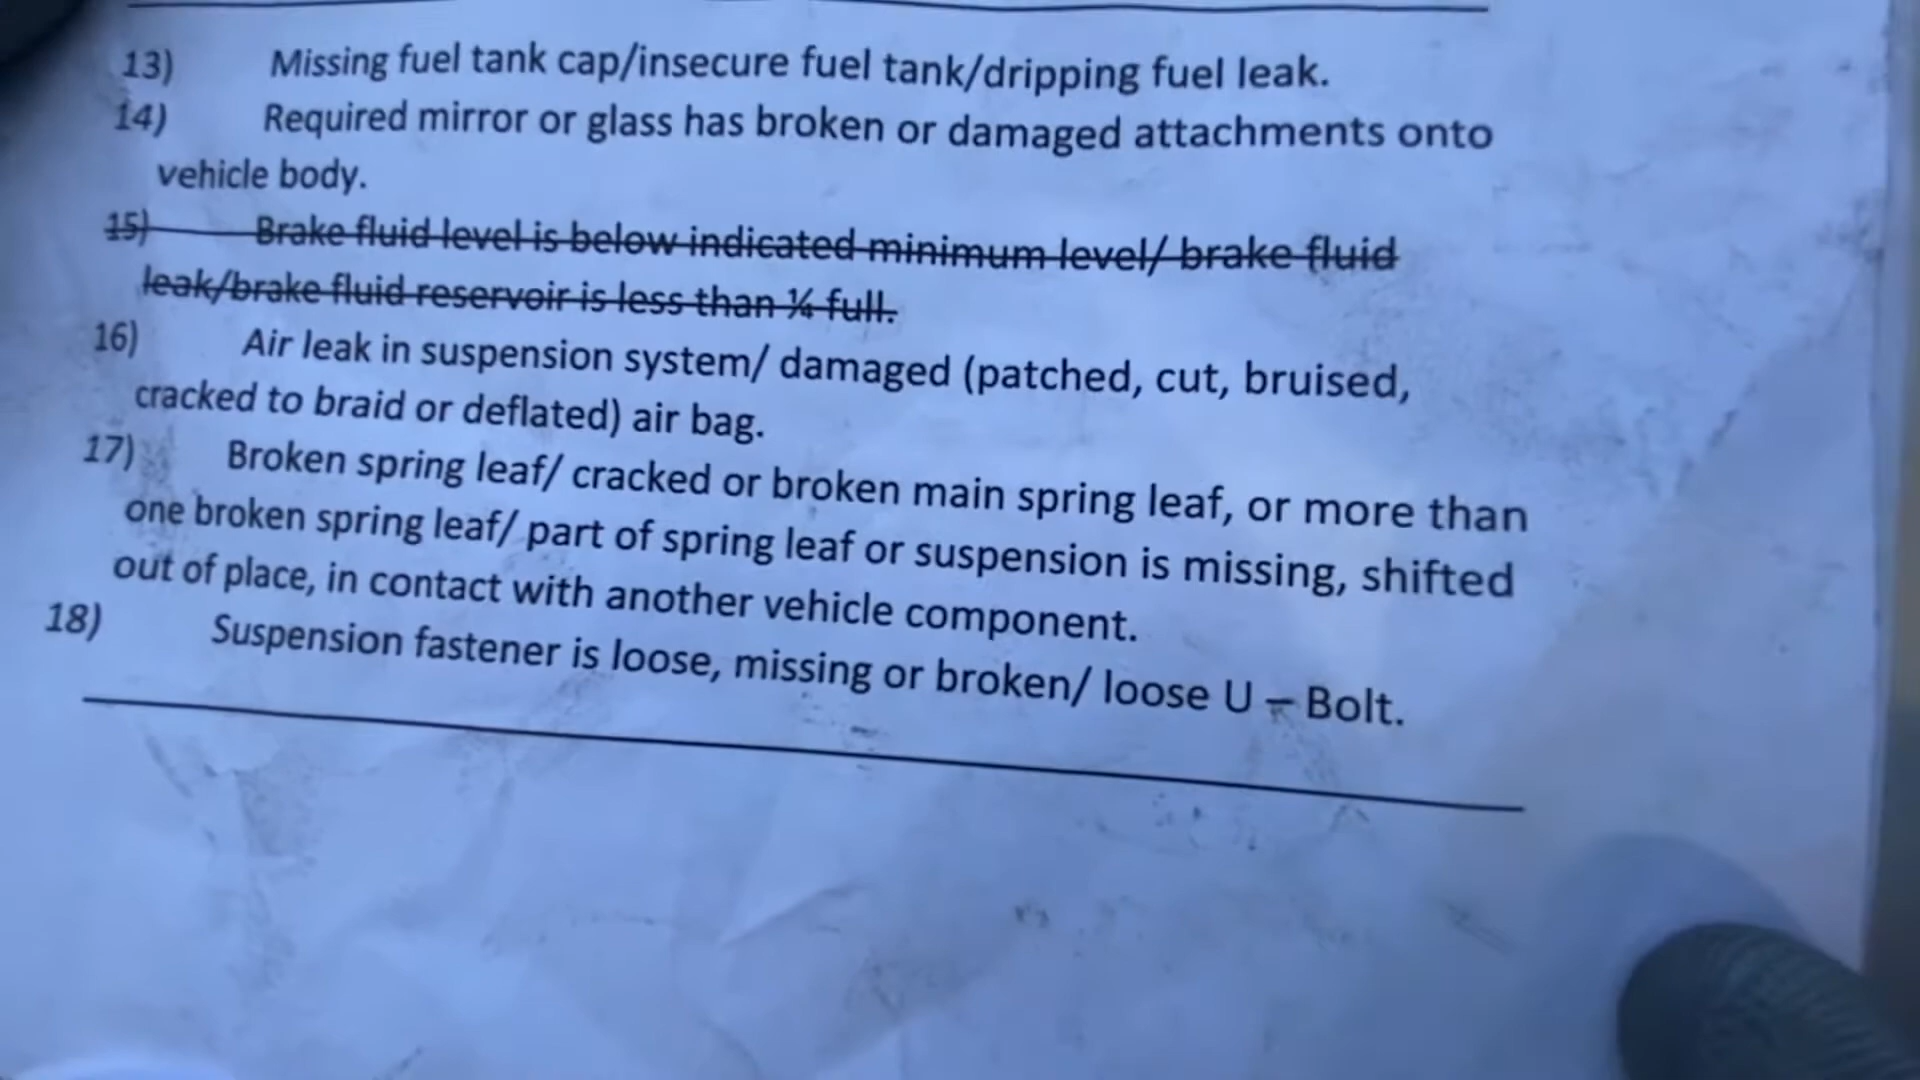 13) Missing fuel tank cap/insecure fuel tank/dripping fuel leak.
14) Required mirror or glass has broken or damaged attachments onto
vehicle body.
15) Brake fluid level is below indicated minimum level/ brake fluid
leak/brake fluid reservoir is less than ¼ full.
16) Air leak in suspension system/ damaged (patched, cut, bruised,
cracked to braid or deflated) air bag.
17) Broken spring leaf/ cracked or broken main spring leaf, or more than
one broken spring leaf/ part of spring leaf or suspension is missing, shifted
out of place, in contact with another vehicle component.
18) Suspension fastener is loose, missing or broken/ loose U – Bolt.